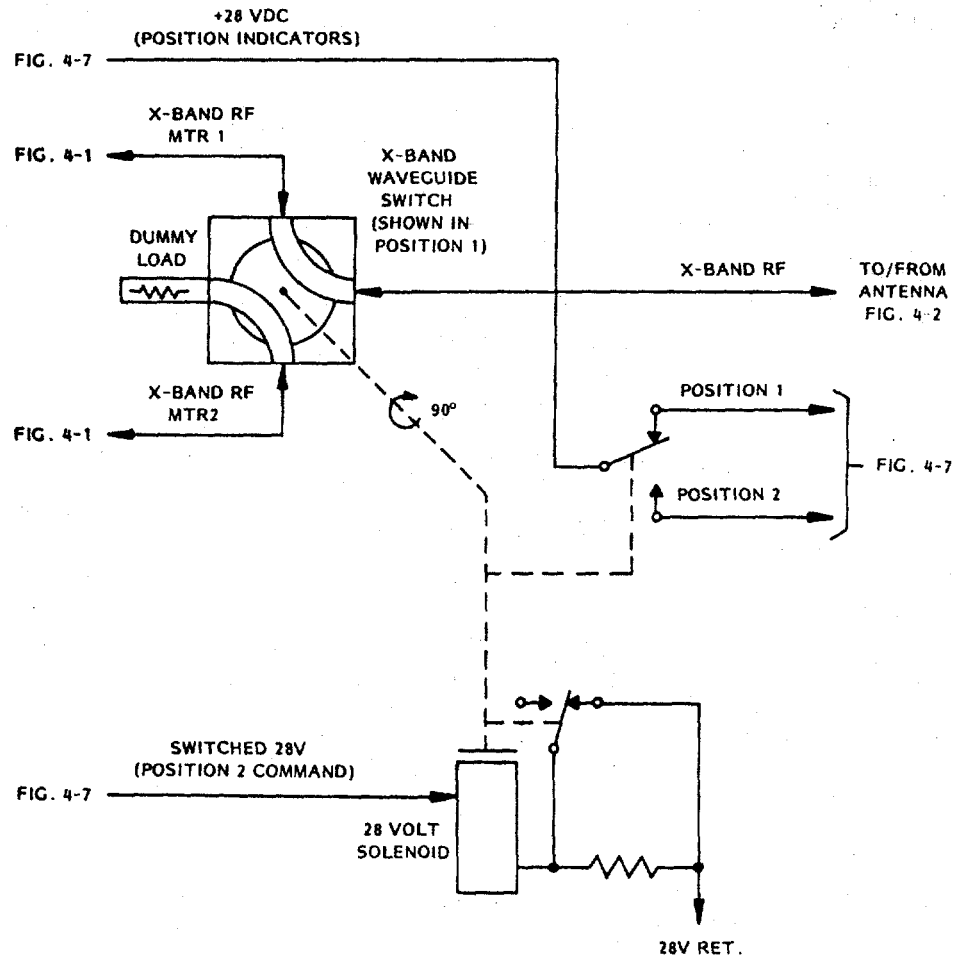 +28 VDC
(POSITION INDICATORS)
FIG. 4-7
X-BAND RF
MTR 1
FIG. 4-1
X-BAND
WAVEGUIDE
SWITCH
(SHOWN IN
POSITION 1)
DUMMY
LOAD
X-BAND RF
TO/FROM
ANTENNA
FIG. 4-2
X-BAND RF
MTR2
FIG. 4-1
90°
POSITION 1
FIG. 4-7
POSITION 2
SWITCHED 28V
(POSITION 2 COMMAND)
FIG. 4-7
28 VOLT
SOLENOID
28V RET.